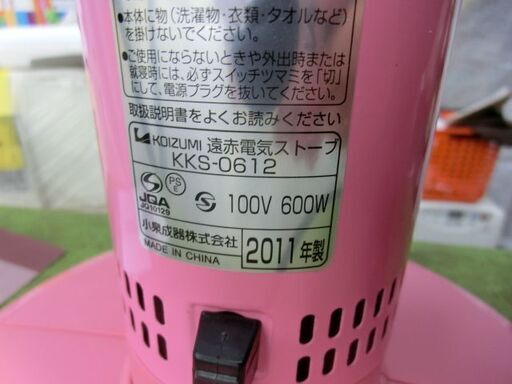 ●本体に物(洗濯物・衣類・タオルなど)
を掛けないでください。
●ご使用にならないときや外出時または
就寝時には、必ずスイッチツマミを「切」
にして、電源プラグを抜いてください。
取扱説明書をよくお読みください
KOIZUMI 遠赤電気ストーブ
KKS-0612
PS E
JQA
JQ10129
100V 600W
小泉成器株式会社
MADE IN CHINA
2011年製